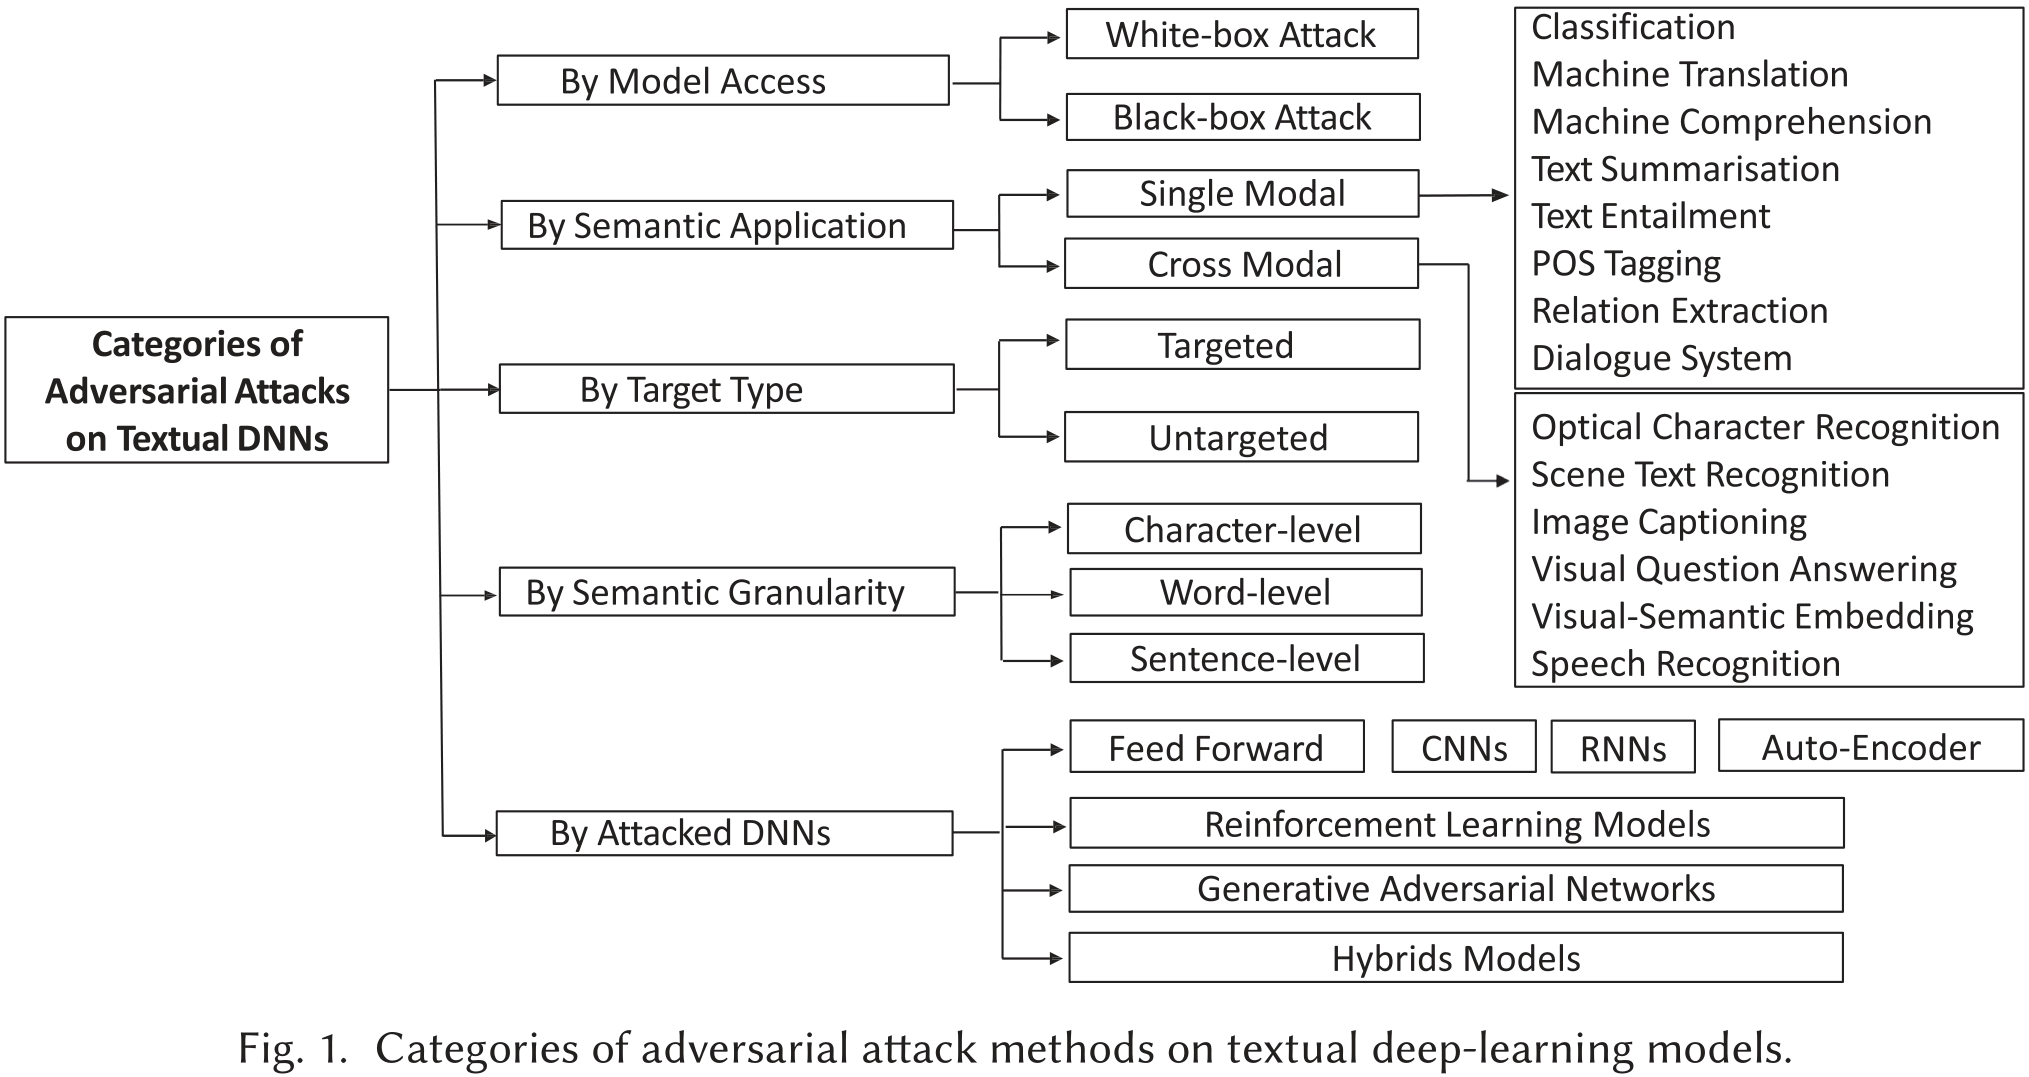 Categories of
Adversarial Attacks
on Textual DNNs
By Model Access
White-box Attack
Black-box Attack
By Semantic Application
Single Modal
Cross Modal
Classification
Machine Translation
Machine Comprehension
Text Summarisation
Text Entailment
POS Tagging
Relation Extraction
Dialogue System
Optical Character Recognition
Scene Text Recognition
Image Captioning
Visual Question Answering
Visual-Semantic Embedding
Speech Recognition
By Target Type
Targeted
Untargeted
By Semantic Granularity
Character-level
Word-level
Sentence-level
By Attacked DNNs
Feed Forward
CNNs
RNNs
Auto-Encoder
Reinforcement Learning Models
Generative Adversarial Networks
Hybrids Models
Fig. 1. Categories of adversarial attack methods on textual deep-learning models.